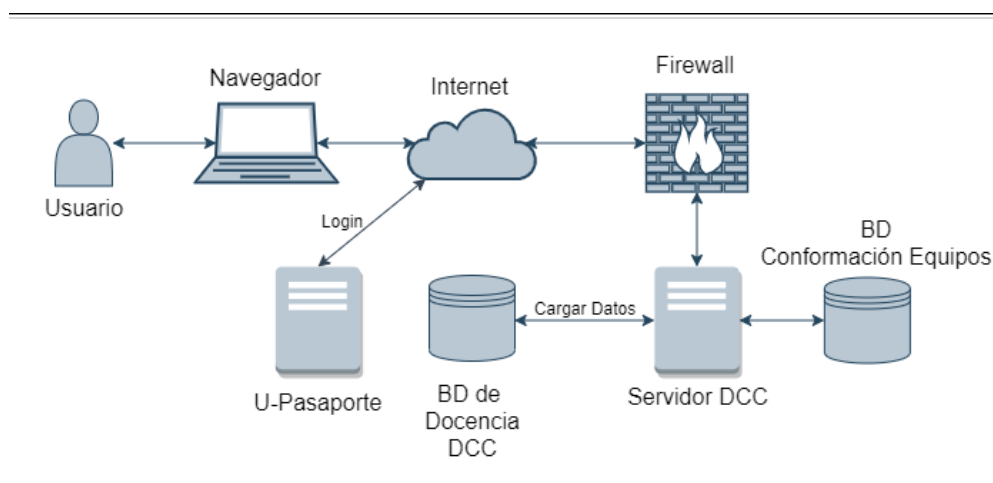 Navegador
Internet
Firewall
Usuario
Login
BD
Conformación Equipos
Cargar Datos
U-Pasaporte
BD de
Docencia
DCC
Servidor DCC